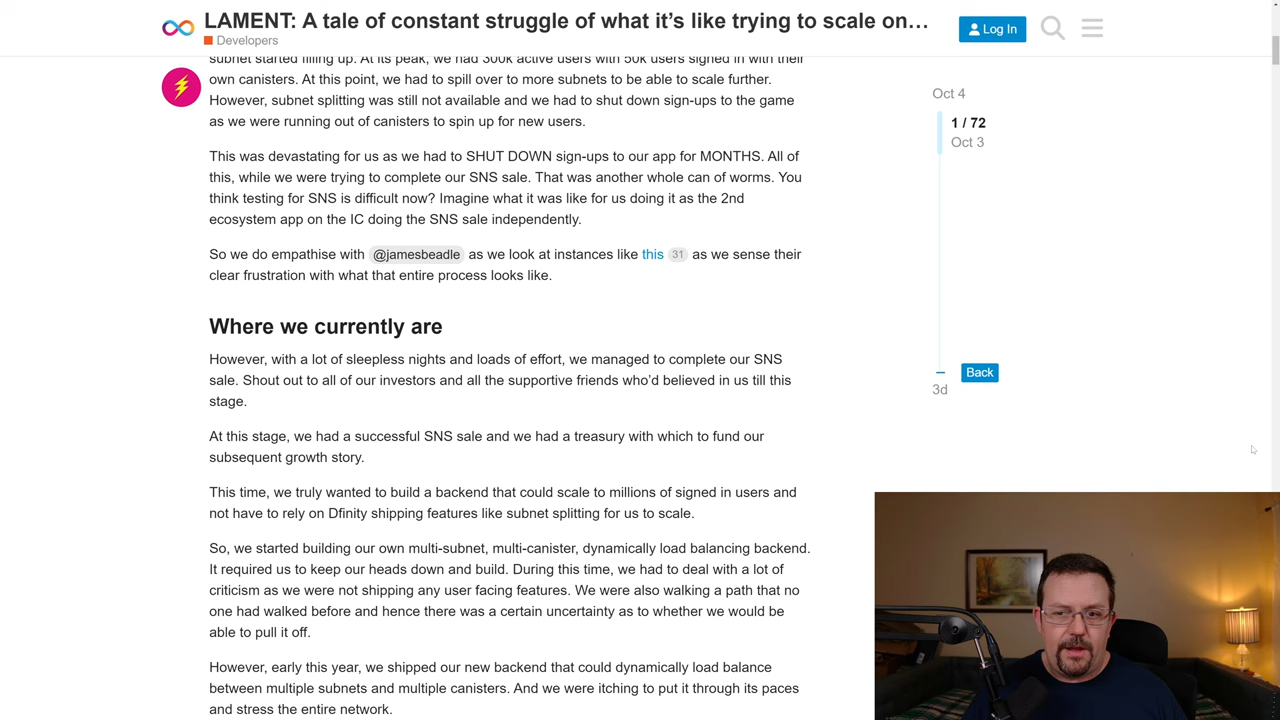 LAMENT: A tale of constant struggle of what it's like trying to scale on…
Developers
Log In
subnet started filling up. At its peak, we had 300k active users with 50k users signed in with their
own canisters. At this point, we had to spill over to more subnets to be able to scale further.
However, subnet splitting was still not available and we had to shut down sign-ups to the game
as we were running out of canisters to spin up for new users.
This was devastating for us as we had to SHUT DOWN sign-ups to our app for MONTHS. All of
this, while we were trying to complete our SNS sale. That was another whole can of worms. You
think testing for SNS is difficult now? Imagine what it was like for us doing it as the 2nd
ecosystem app on the IC doing the SNS sale independently.
So we do empathise with @jamesbeadle as we look at instances like this 31 as we sense their
clear frustration with what that entire process looks like.
Where we currently are
However, with a lot of sleepless nights and loads of effort, we managed to complete our SNS
sale. Shout out to all of our investors and all the supportive friends who'd believed in us till this
stage.
At this stage, we had a successful SNS sale and we had a treasury with which to fund our
subsequent growth story.
This time, we truly wanted to build a backend that could scale to millions of signed in users and
not have to rely on Dfinity shipping features like subnet splitting for us to scale.
So, we started building our own multi-subnet, multi-canister, dynamically load balancing backend.
It required us to keep our heads down and build. During this time, we had to deal with a lot of
criticism as we were not shipping any user facing features. We were also walking a path that no
one had walked before and hence there was a certain uncertainty as to whether we would be
able to pull it off.
However, early this year, we shipped our new backend that could dynamically load balance
between multiple subnets and multiple canisters. And we were itching to put it through its paces
and stress the entire network.
Oct 4
1 / 72
Oct 3
Back
3d